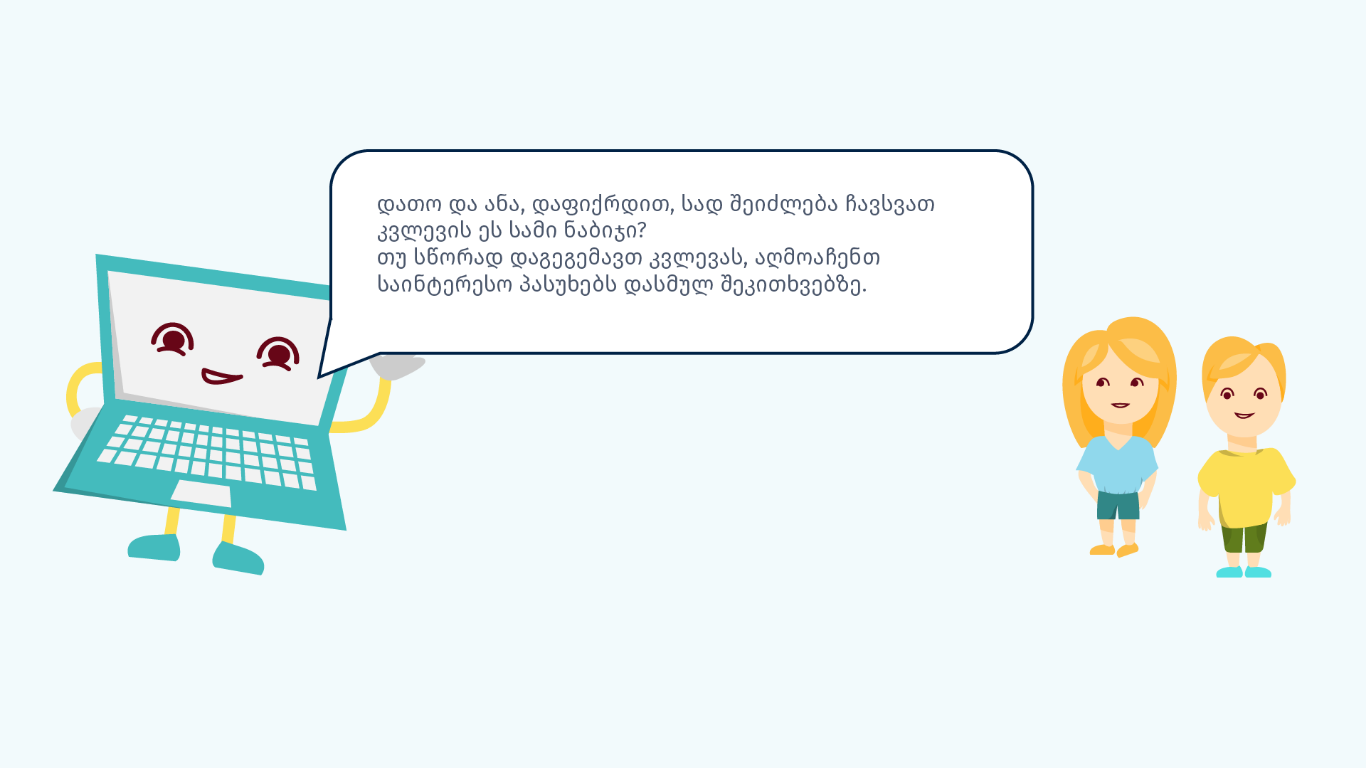 დათო და ანა, დაფიქრდით, სად შეიძლება ჩავსვათ
კვლევის ეს სამი ნაბიჯი?
თუ სწორად დაგეგემავთ კვლევას, აღმოაჩენთ
საინტერესო პასუხებს დასმულ შეკითხვებზე.